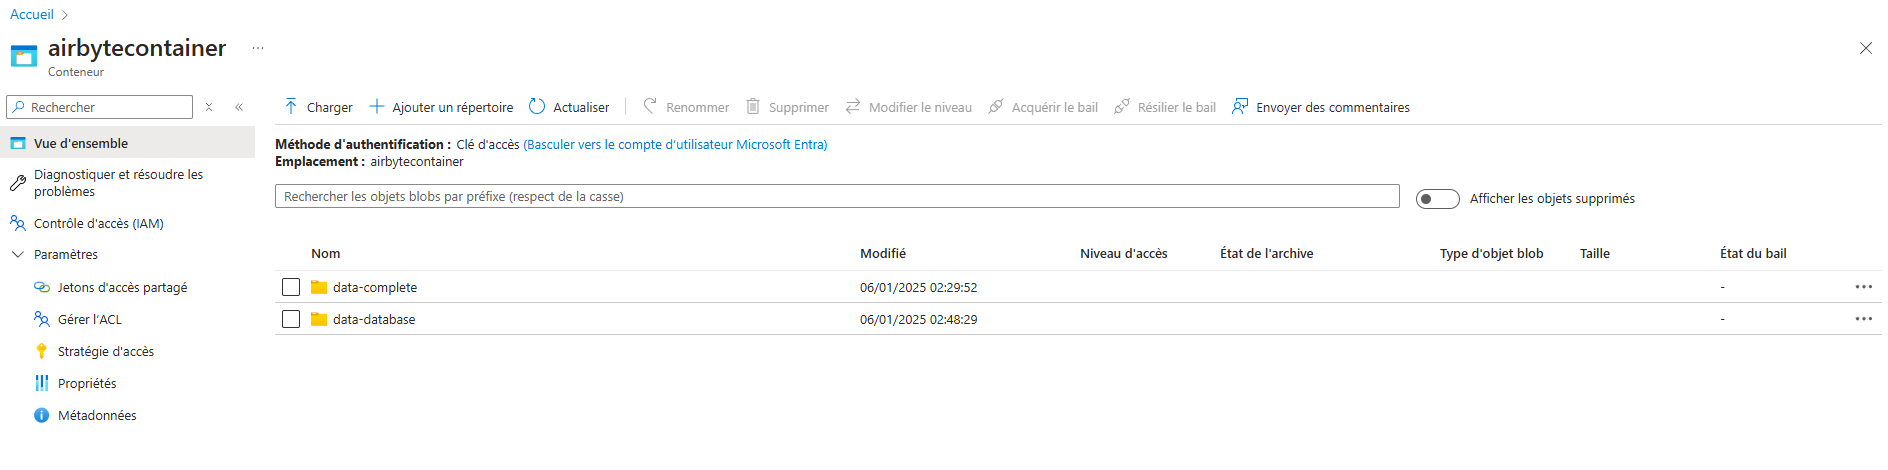 Accueil
airbytecontainer
Conteneur
Rechercher
Charger
Ajouter un répertoire
Actualiser
Renommer
Supprimer
Modifier le niveau
Acquérir le bail
Résilier le bail
Envoyer des commentaires
Vue d'ensemble
Diagnostiquer et résoudre les
problèmes
Contrôle d'accès (IAM)
Paramètres
Jetons d'accès partagé
Gérer l'ACL
Stratégie d'accès
Propriétés
Métadonnées
Méthode d'authentification : Clé d'accès (Basculer vers le compte d'utilisateur Microsoft Entra)
Emplacement : airbytecontainer
Rechercher les objets blobs par préfixe (respect de la casse)
Afficher les objets supprimés
Nom Modifié Niveau d'accès État de l'archive Type d'objet blob Taille État du bail
data-complete 06/01/2025 02:29:52 -
data-database 06/01/2025 02:48:29 -